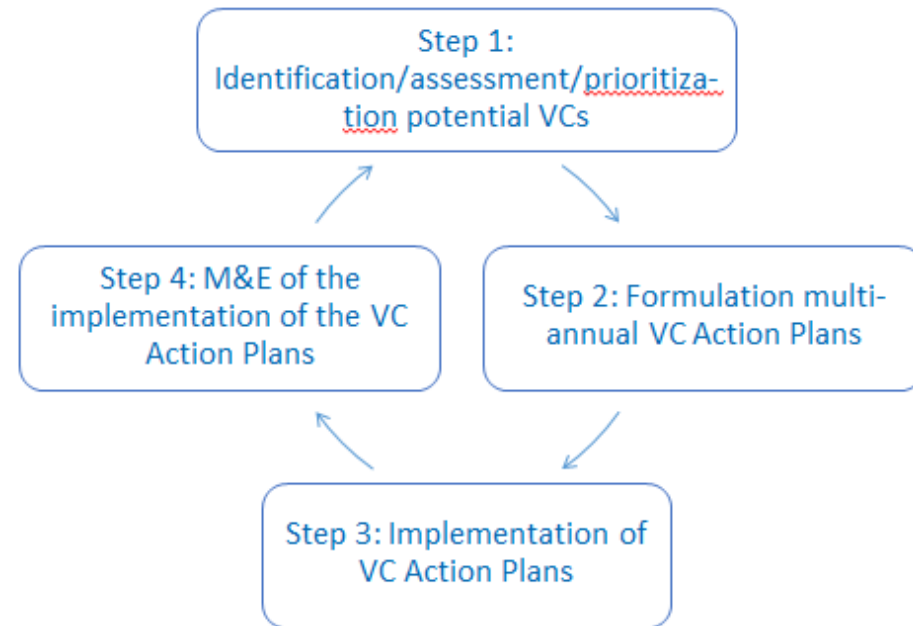 Step 1:
Identification/assessment/prioritiza-
tion potential VCs
Step 2: Formulation multi-
annual VC Action Plans
Step 3: Implementation of
VC Action Plans
Step 4: M&E of the
implementation of the VC
Action Plans